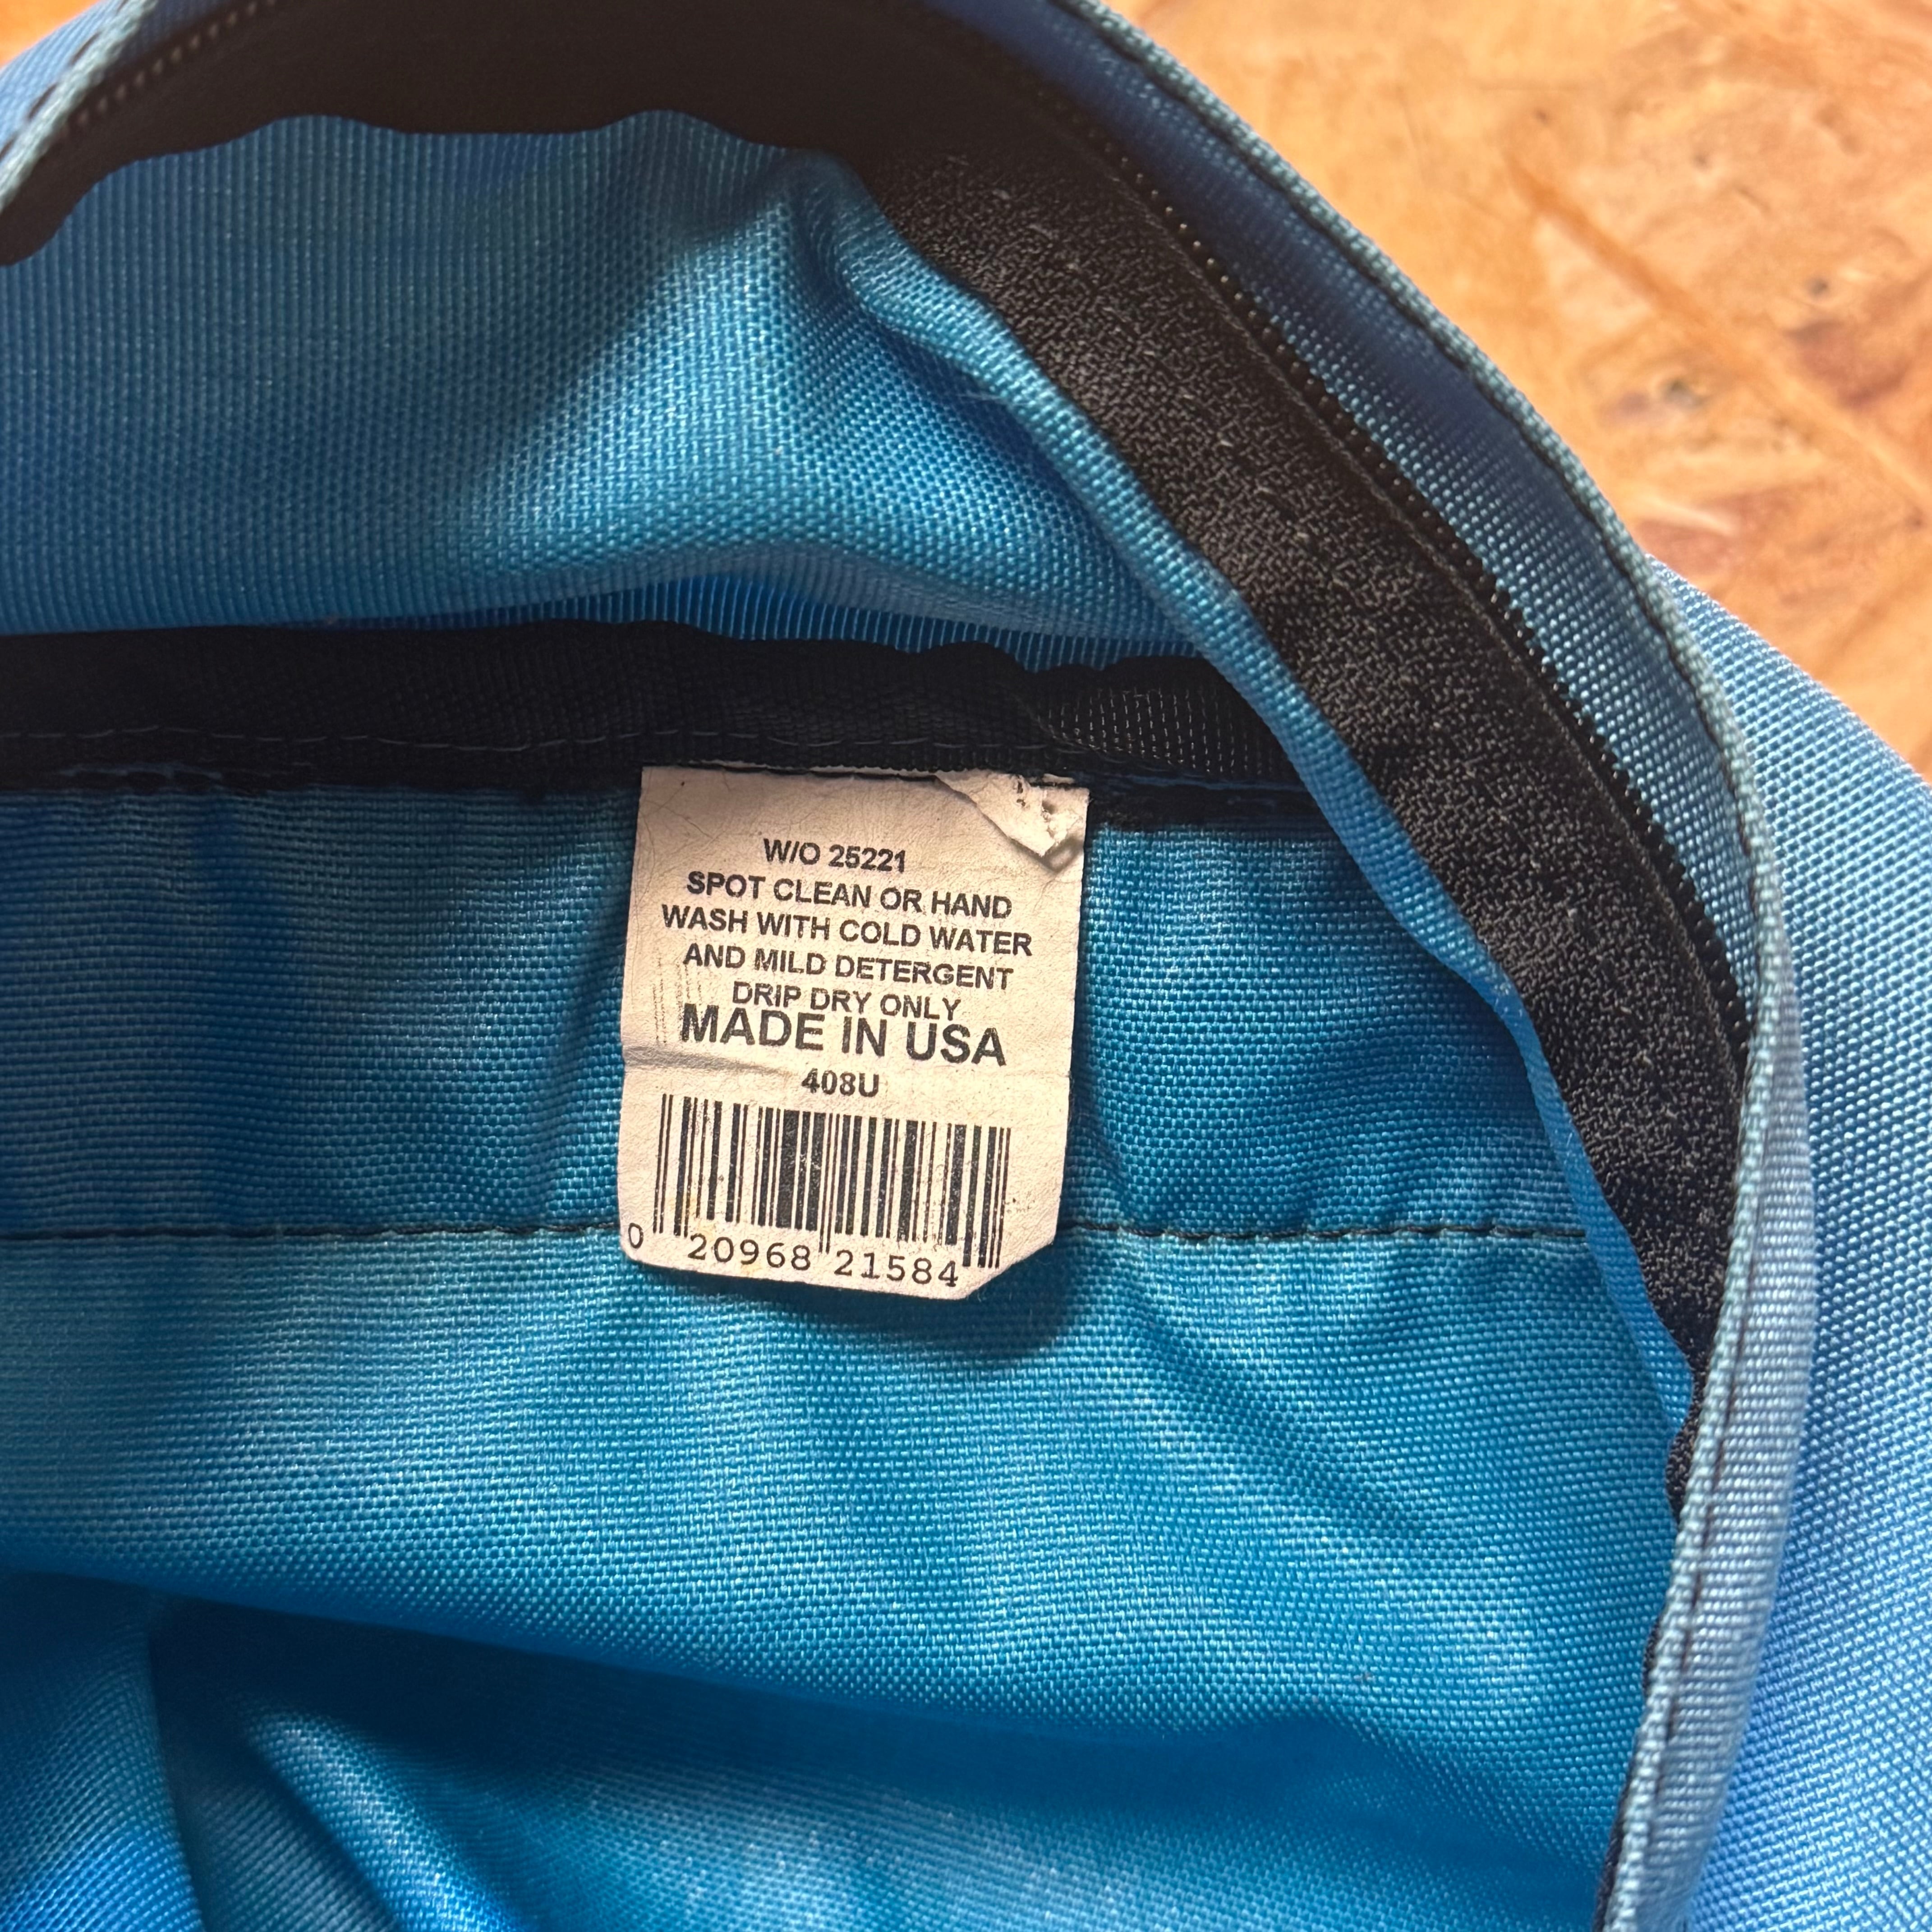 W/O 25221
SPOT CLEAN OR HAND
WASH WITH COLD WATER
AND MILD DETERGENT
DRIP DRY ONLY
MADE IN USA
408U
0 20968 21584